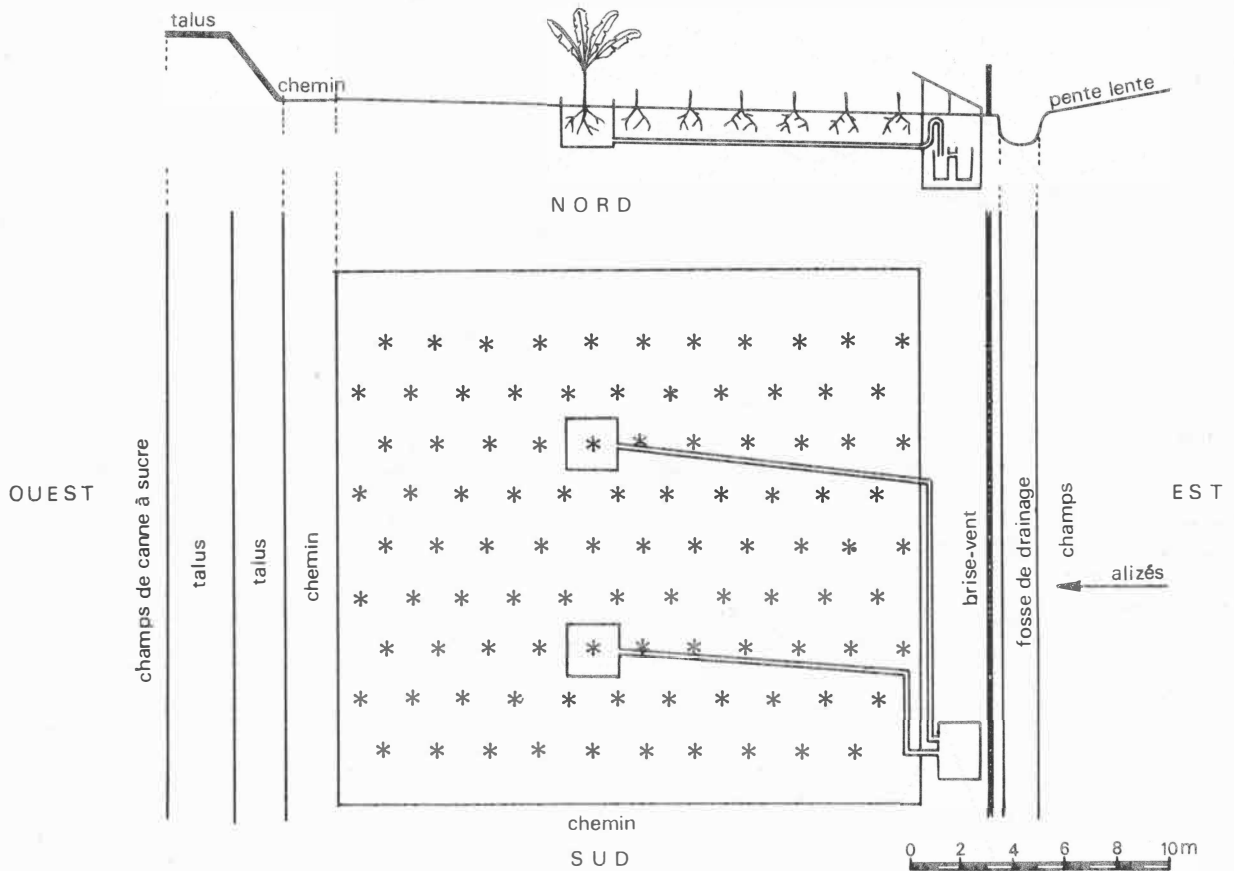 talus
chemin
pente lente
NORD
OUEST
champs de canne à sucre
talus
talus
chemin
brise-vent
fosse de drainage
champs
EST
alizés
chemin
SUD
0 2 4 6 8 10m